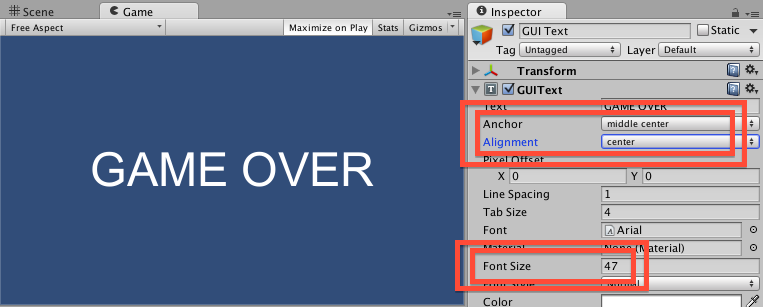 Scene Game
Free Aspect Maximize on Play Stats Gizmos
GAME OVER
Inspector
GUI Text Static
Tag Untagged Layer Default
Transform
GUIText
Text GAME OVER
Anchor middle center
Alignment center
Pixel Offset
X 0 Y 0
Line Spacing 1
Tab Size 4
Font Arial
Material None (Material)
Font Size 47
Font Style Normal
Color